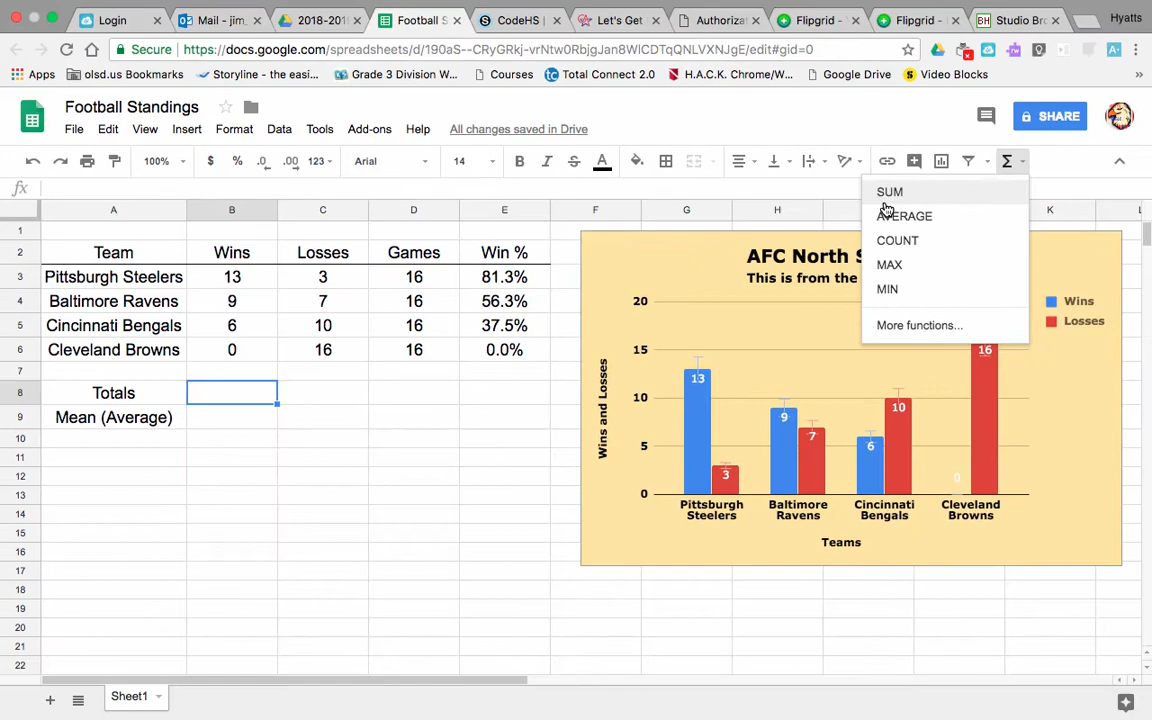 Login
Mail - jim_
2018-201
Football S
CodeHS |
Let's Get
Authoriza
Flipgrid -
Flipgrid -
BH Studio Br
Hyatts
Secure https://docs.google.com/spreadsheets/d/190aS--CRyGRkj-vrNtw0RbjgJan8WlCDTqQNLVXNJgE/edit#gid=0
Apps
olsd.us Bookmarks
Storyline - the easi...
Grade 3 Division W...
Courses
tc Total Connect 2.0
H.A.C.K. Chrome/W...
Google Drive
S Video Blocks
»
Football Standings
File Edit View Insert Format Data Tools Add-ons Help All changes saved in Drive
SHARE
100% $ % .0 .00 123 Arial 14 B I S A Σ
fx
SUM
AVERAGE
COUNT
MAX
MIN
More functions...
A B C D E F G H K L
1
2 Team Wins Losses Games Win %
3 Pittsburgh Steelers 13 3 16 81.3%
4 Baltimore Ravens 9 7 16 56.3%
5 Cincinnati Bengals 6 10 16 37.5%
6 Cleveland Browns 0 16 16 0.0%
7
8 Totals
9 Mean (Average)
10
11
12
13
14
15
16
17
18
19
20
21
22
AFC North S
This is from the
Wins
Losses
Wins and Losses
20
15
10
5
0
13
3
9
7
6
10
0
16
Pittsburgh Steelers
Baltimore Ravens
Cincinnati Bengals
Cleveland Browns
Teams
Sheet1